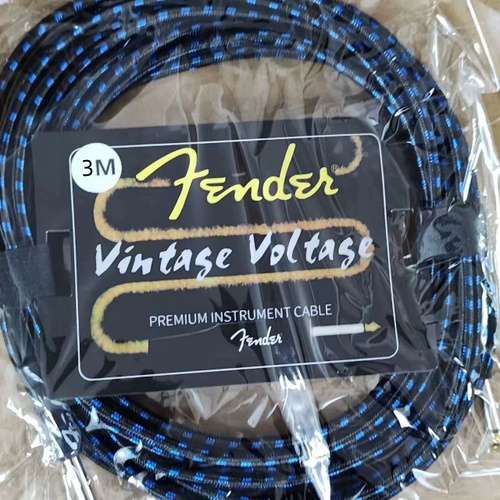 3M
Fender
Vintage Voltage
PREMIUM INSTRUMENT CABLE
Fender